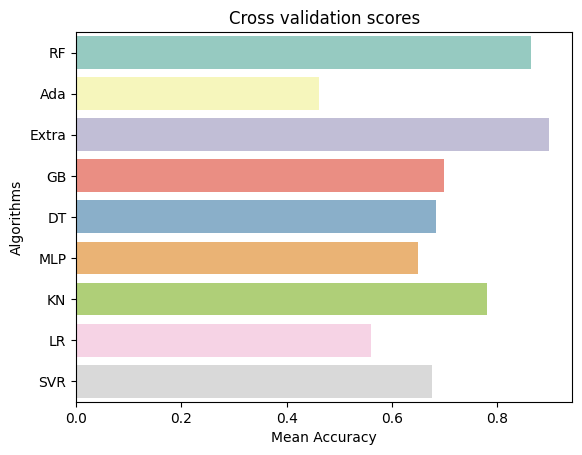 Cross validation scores
Algorithms
RF
Ada
Extra
GB
DT
MLP
KN
LR
SVR
0.0 0.2 0.4 0.6 0.8
Mean Accuracy